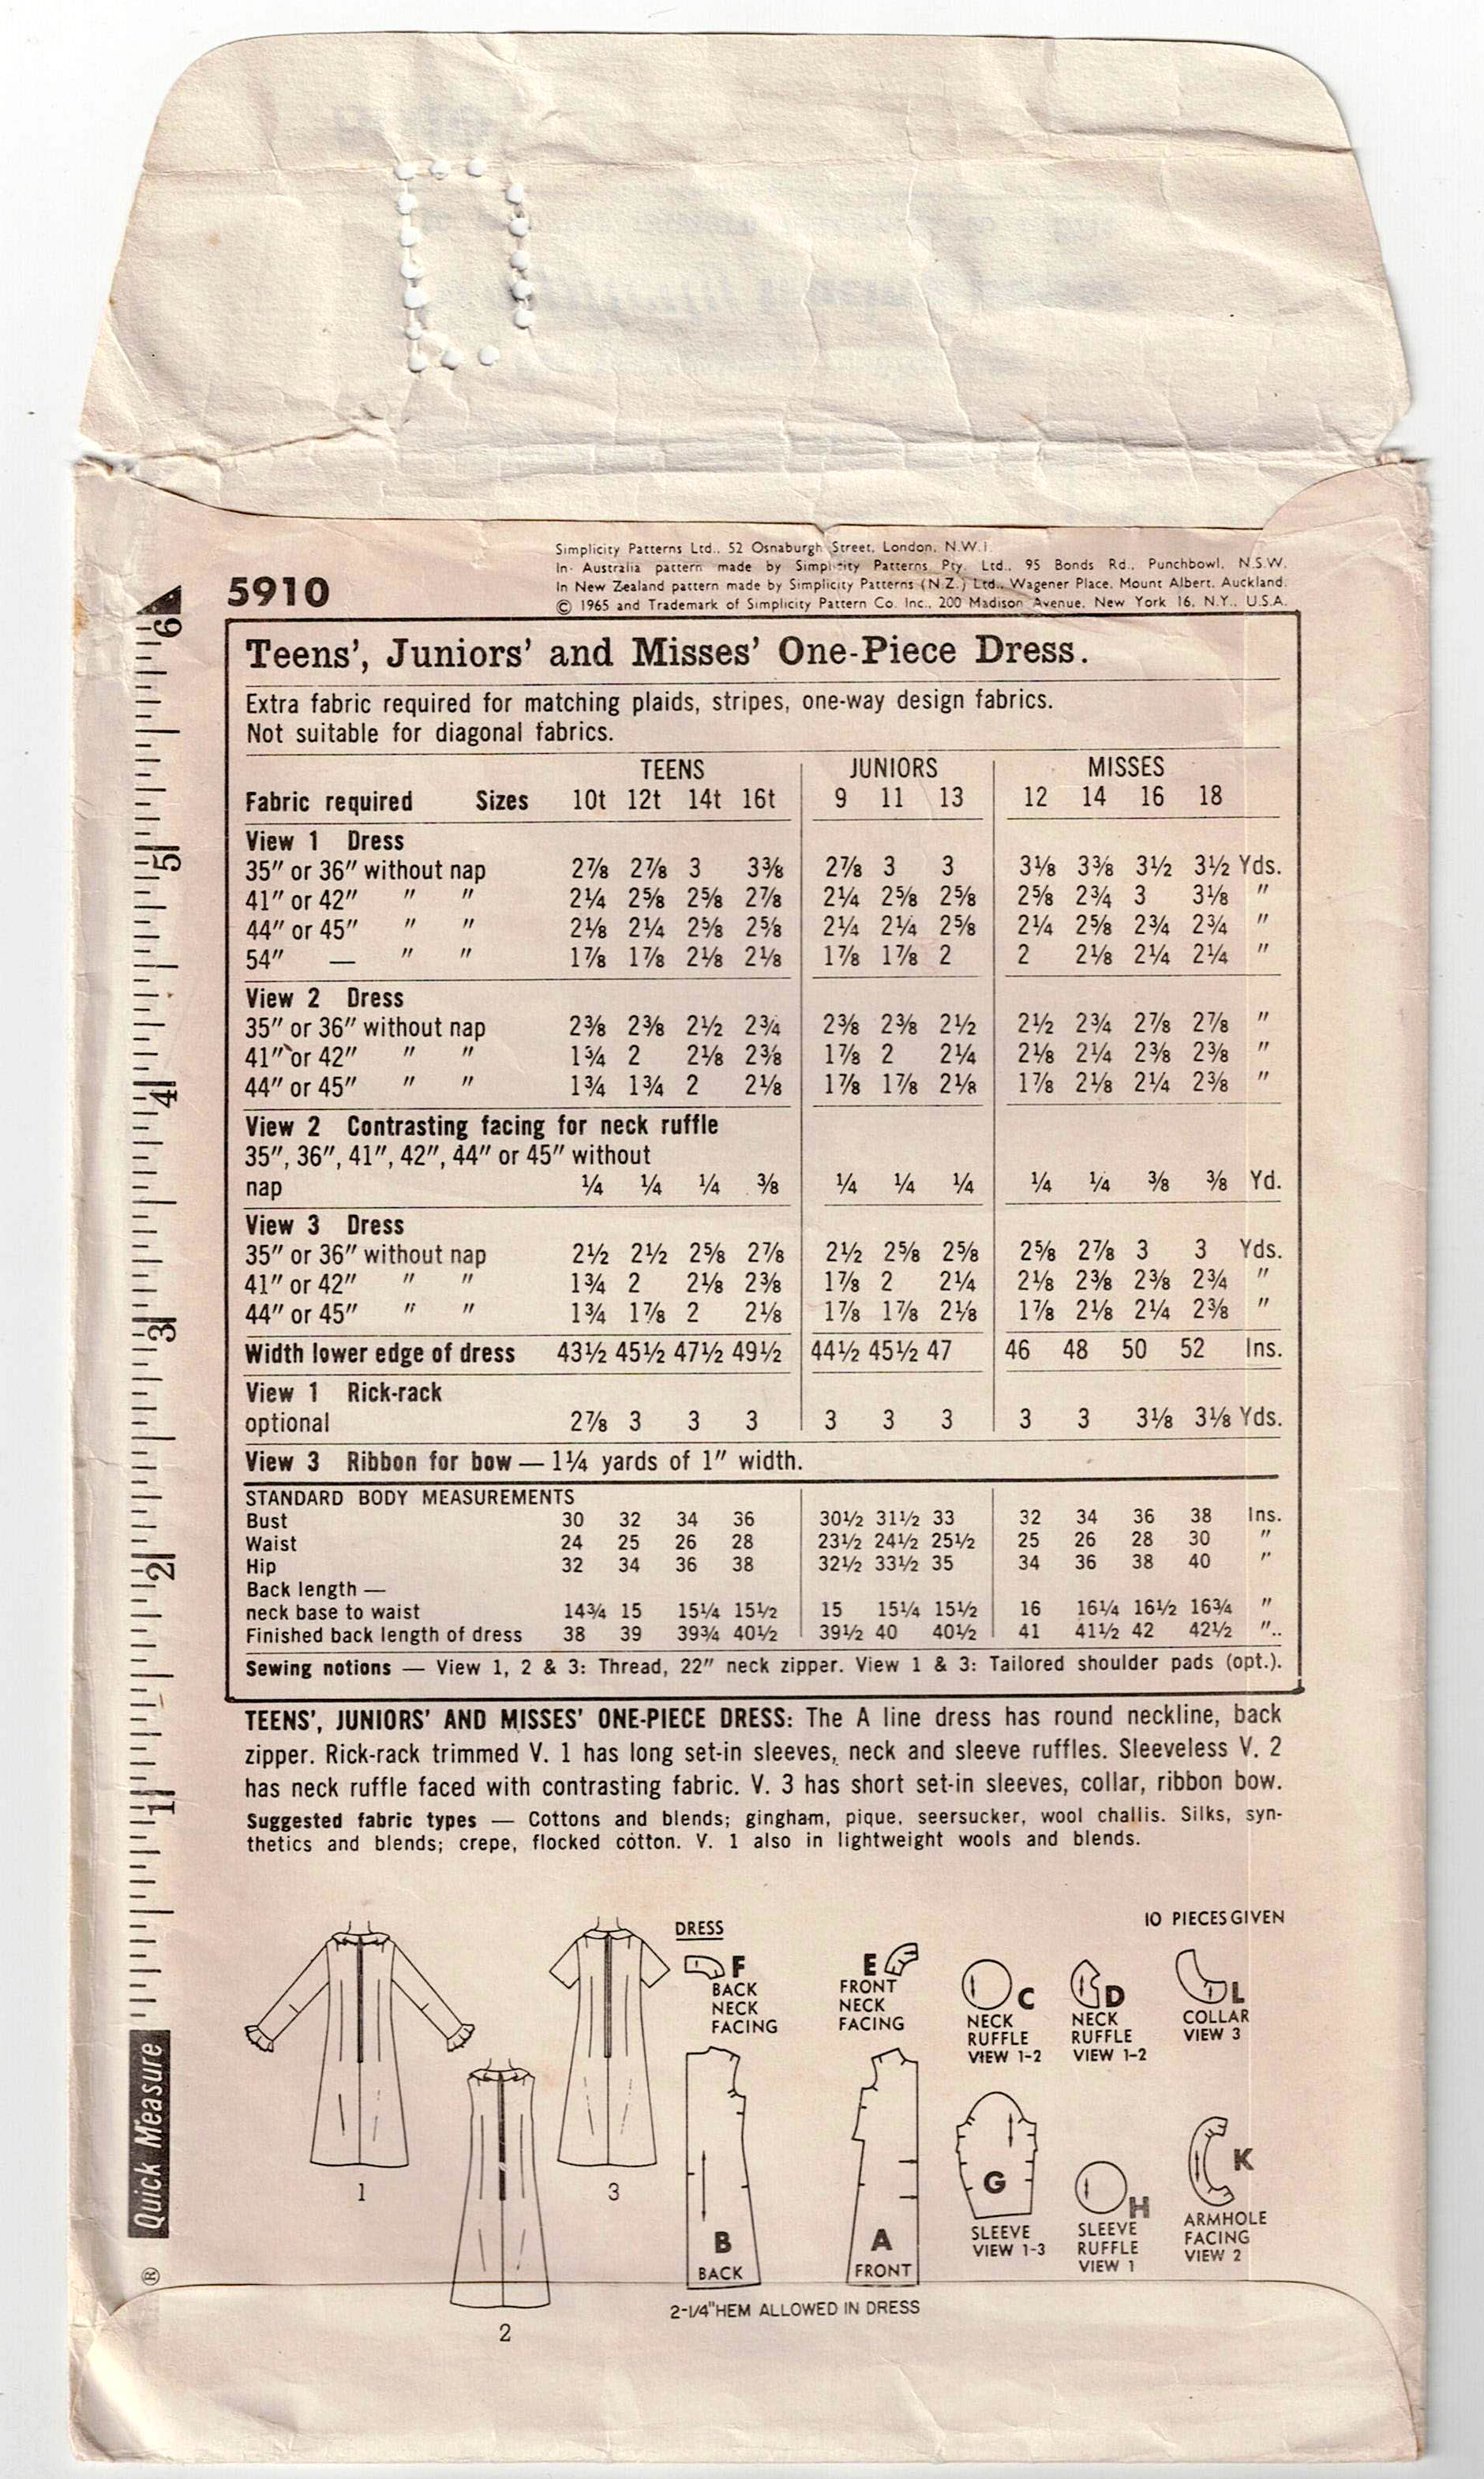 Simplicity Patterns Ltd., 52 Osnaburgh Street, London, N.W.1.
In Australia pattern made by Simplicity Patterns Pty. Ltd., 95 Bonds Rd., Punchbowl, N.S.W.
In New Zealand pattern made by Simplicity Patterns (N.Z.) Ltd., Wagener Place, Mount Albert, Auckland.
© 1965 and Trademark of Simplicity Pattern Co. Inc., 200 Madison Avenue, New York 16, N.Y., U.S.A.
5910
Teens', Juniors' and Misses' One-Piece Dress.
Extra fabric required for matching plaids, stripes, one-way design fabrics.
Not suitable for diagonal fabrics.
TEENS JUNIORS MISSES
Fabric required Sizes 10t 12t 14t 16t 9 11 13 12 14 16 18
View 1 Dress
35" or 36" without nap 2⅞ 2⅞ 3 3⅜ 2⅞ 3 3 3⅛ 3⅜ 3½ 3½ Yds.
41" or 42" " " 2¼ 2⅝ 2⅝ 2⅞ 2¼ 2⅝ 2⅝ 2⅝ 2¾ 3 3⅛ "
44" or 45" " " 2⅛ 2¼ 2⅝ 2⅝ 2¼ 2¼ 2⅝ 2¼ 2⅝ 2¾ 2¾ "
54" — " " 1⅞ 1⅞ 2⅛ 2⅛ 1⅞ 1⅞ 2 2 2⅛ 2¼ 2¼ "
View 2 Dress
35" or 36" without nap 2⅜ 2⅜ 2½ 2¾ 2⅜ 2⅜ 2½ 2½ 2¾ 2⅞ 2⅞ "
41" or 42" " " 1¾ 2 2⅛ 2⅜ 1⅞ 2 2¼ 2⅛ 2¼ 2⅜ 2⅜ "
44" or 45" " " 1¾ 1¾ 2 2⅛ 1⅞ 1⅞ 2⅛ 1⅞ 2⅛ 2¼ 2⅜ "
View 2 Contrasting facing for neck ruffle
35", 36", 41", 42", 44" or 45" without
nap ¼ ¼ ¼ ⅜ ¼ ¼ ¼ ¼ ¼ ⅜ ⅜ Yd.
View 3 Dress
35" or 36" without nap 2½ 2½ 2⅝ 2⅞ 2½ 2⅝ 2⅝ 2⅝ 2⅞ 3 3 Yds.
41" or 42" " " 1¾ 2 2⅛ 2⅜ 1⅞ 2 2¼ 2⅛ 2⅜ 2⅜ 2¾ "
44" or 45" " " 1¾ 1⅞ 2 2⅛ 1⅞ 1⅞ 2⅛ 1⅞ 2⅛ 2¼ 2⅜ "
Width lower edge of dress 43½ 45½ 47½ 49½ 44½ 45½ 47 46 48 50 52 Ins.
View 1 Rick-rack
optional 2⅞ 3 3 3 3 3 3 3 3 3⅛ 3⅛ Yds.
View 3 Ribbon for bow — 1¼ yards of 1" width.
STANDARD BODY MEASUREMENTS
Bust 30 32 34 36 30½ 31½ 33 32 34 36 38 Ins.
Waist 24 25 26 28 23½ 24½ 25½ 25 26 28 30 "
Hip 32 34 36 38 32½ 33½ 35 34 36 38 40 "
Back length —
neck base to waist 14¾ 15 15¼ 15½ 15 15¼ 15½ 16 16¼ 16½ 16¾ "
Finished back length of dress 38 39 39¾ 40½ 39½ 40 40½ 41 41½ 42 42½ "..
Sewing notions — View 1, 2 & 3: Thread, 22" neck zipper. View 1 & 3: Tailored shoulder pads (opt.).
TEENS', JUNIORS' AND MISSES' ONE-PIECE DRESS: The A line dress has round neckline, back
zipper. Rick-rack trimmed V. 1 has long set-in sleeves, neck and sleeve ruffles. Sleeveless V. 2
has neck ruffle faced with contrasting fabric. V. 3 has short set-in sleeves, collar, ribbon bow.
Suggested fabric types — Cottons and blends; gingham, pique, seersucker, wool challis. Silks, syn-
thetics and blends; crepe, flocked cotton. V. 1 also in lightweight wools and blends.
10 PIECES GIVEN
DRESS
F
BACK
NECK
FACING
E
FRONT
NECK
FACING
C
NECK
RUFFLE
VIEW 1-2
D
NECK
RUFFLE
VIEW 1-2
L
COLLAR
VIEW 3
B
BACK
A
FRONT
G
SLEEVE
VIEW 1-3
H
SLEEVE
RUFFLE
VIEW 1
K
ARMHOLE
FACING
VIEW 2
1
3
2
2-1/4" HEM ALLOWED IN DRESS
6
5
4
3
2
1
Quick Measure
®